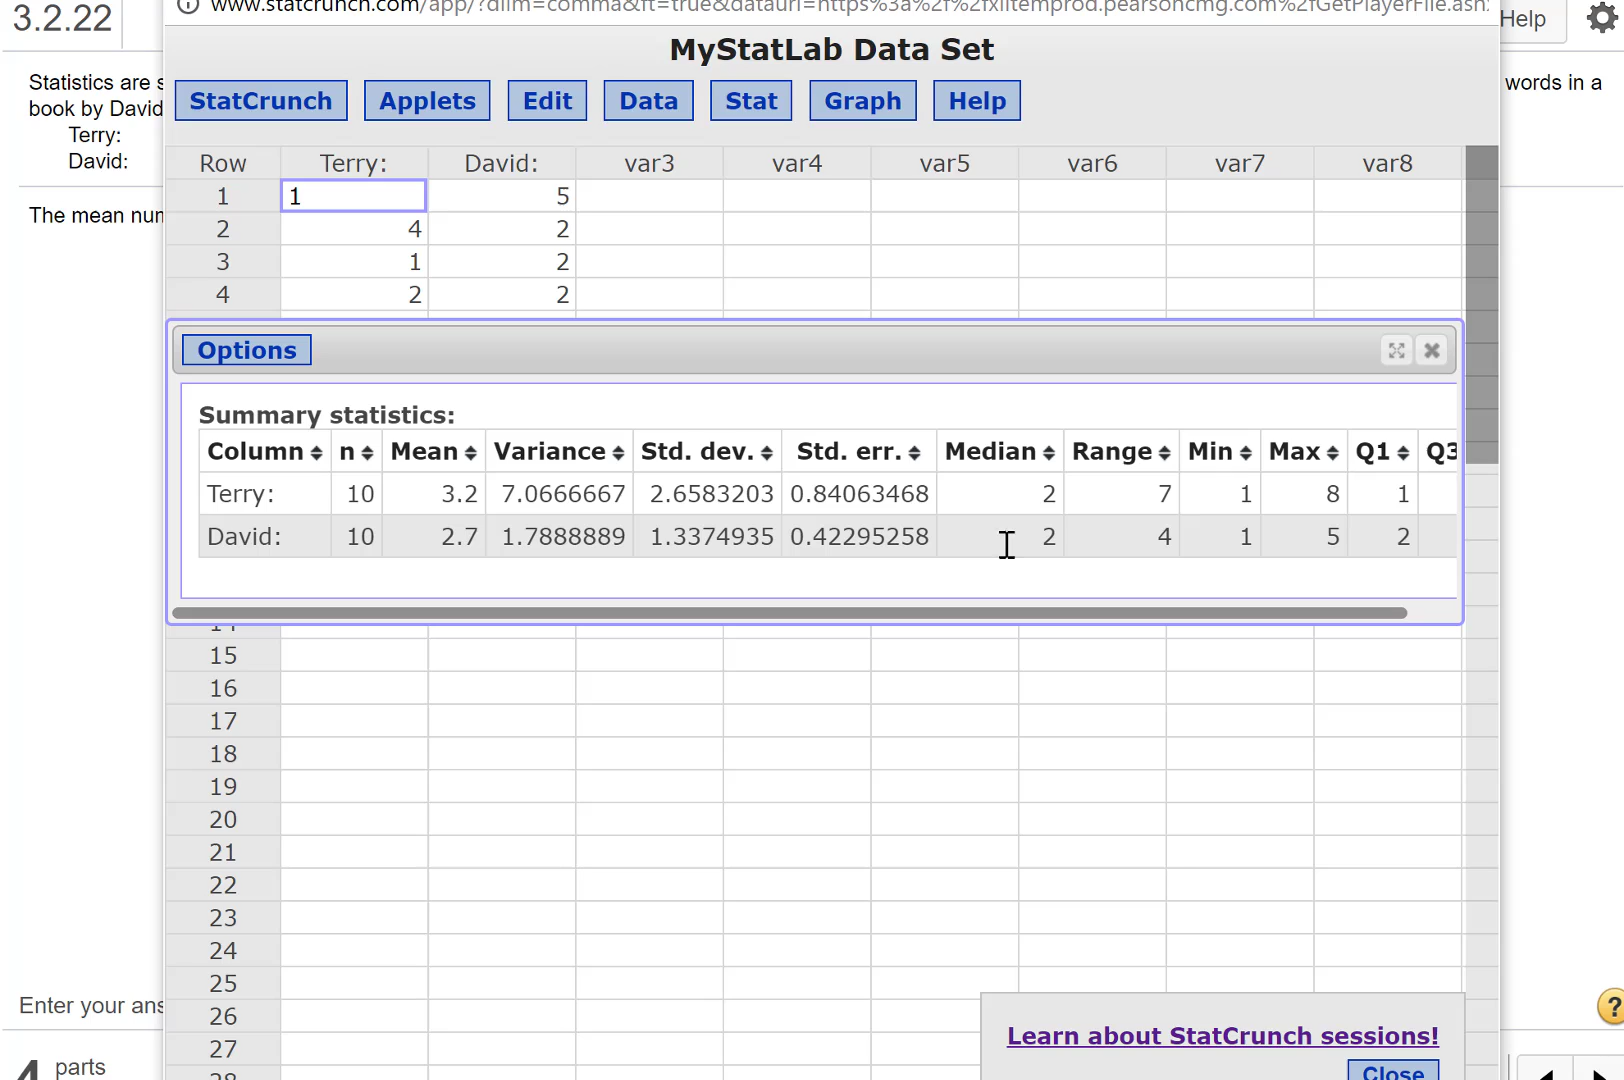 3.2.22
www.statcrunch.com/app/?dlim=comma&ft=true&dataurl=https%3a%2f%2fxlitemprod.pearsoncmg.com%2fGetPlayerFile.ash
Help
MyStatLab Data Set
Statistics are s
words in a
book by David
Terry:
David:
StatCrunch Applets Edit Data Stat Graph Help
Row Terry: David: var3 var4 var5 var6 var7 var8
1 1 5
The mean num
2 4 2
3 1 2
4 2 2
Options
Summary statistics:
Column n Mean Variance Std. dev. Std. err. Median Range Min Max Q1 Q3
Terry: 10 3.2 7.0666667 2.6583203 0.84063468 2 7 1 8 1
David: 10 2.7 1.7888889 1.3374935 0.42295258 2 4 1 5 2
14
15
16
17
18
19
20
21
22
23
24
25
Enter your ans
?
26
Learn about StatCrunch sessions!
27
4 parts
Close
28